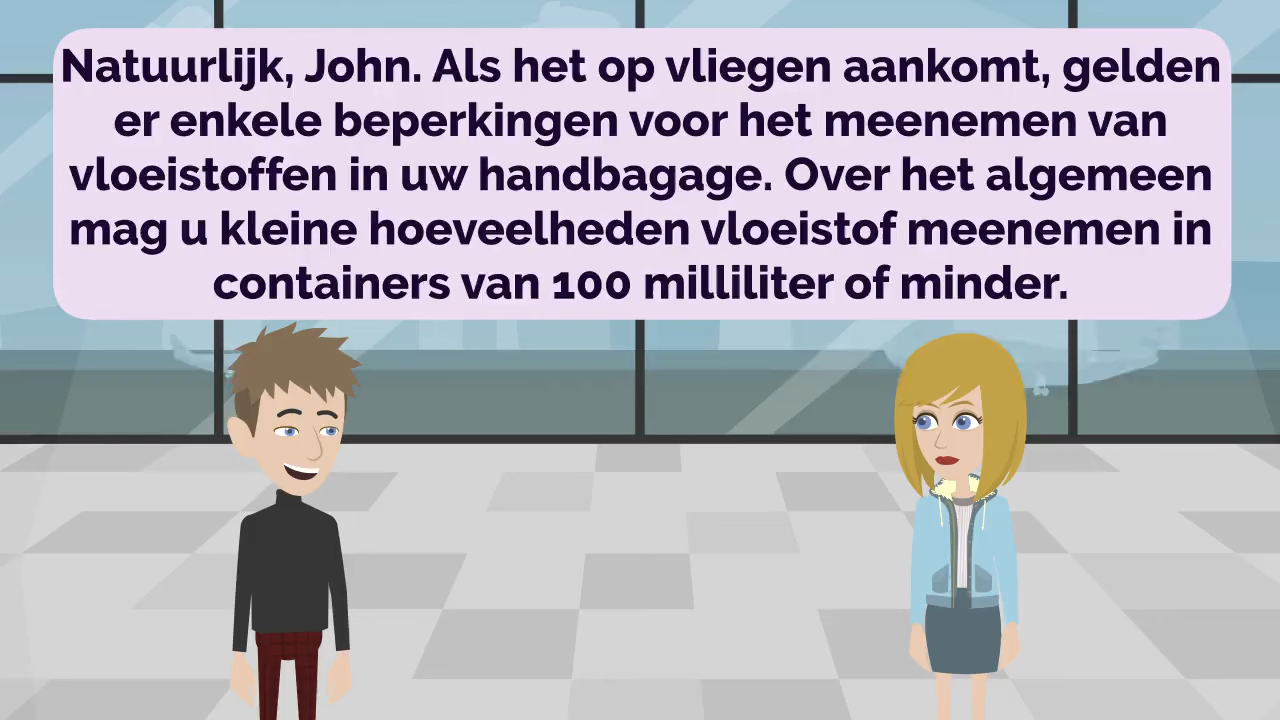 Natuurlijk, John. Als het op vliegen aankomt, gelden
er enkele beperkingen voor het meenemen van
vloeistoffen in uw handbagage. Over het algemeen
mag u kleine hoeveelheden vloeistof meenemen in
containers van 100 milliliter of minder.